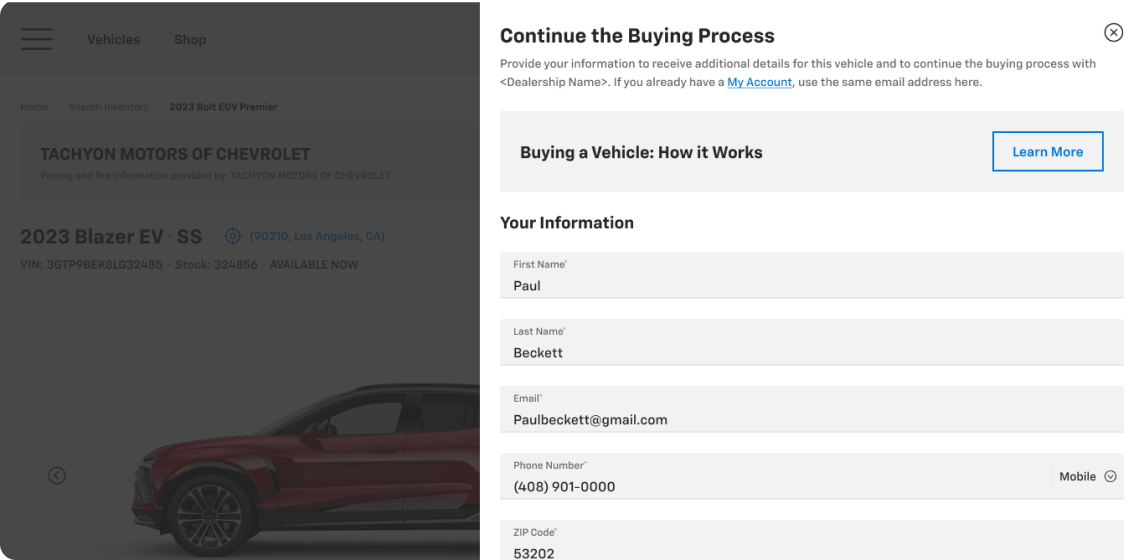 Vehicles
Shop
Home
Search Inventory
2023 Bolt EUV Premier
TACHYON MOTORS OF CHEVROLET
Pricing and fee information provided by: TACHYON MOTORS OF CHEVROLET
2023 Blazer EV · SS
(90210, Los Angeles, CA)
VIN: 3GTP9BEK8LG32485 · Stock: 324856 · AVAILABLE NOW
Continue the Buying Process
Provide your information to receive additional details for this vehicle and to continue the buying process with
<Dealership Name>. If you already have a My Account, use the same email address here.
Buying a Vehicle: How it Works
Learn More
Your Information
First Name*
Paul
Last Name*
Beckett
Email*
Paulbeckett@gmail.com
Phone Number*
(408) 901-0000
Mobile
ZIP Code*
53202